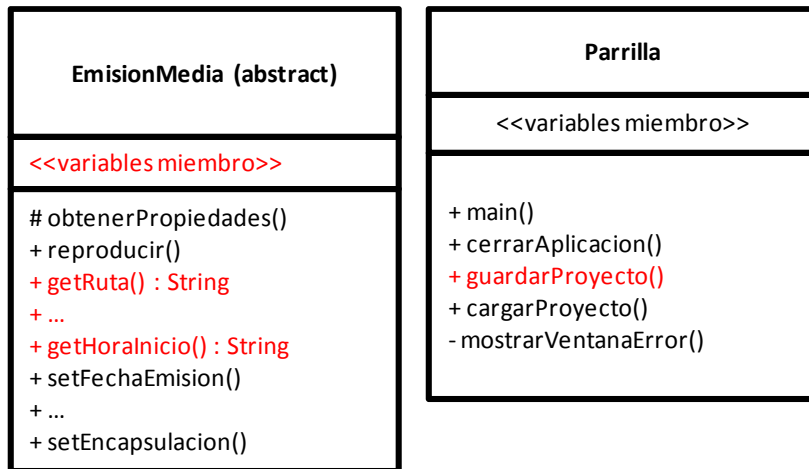 EmisionMedia (abstract)
<<variables miembro>>
# obtenerPropiedades()
+ reproducir()
+ getRuta() : String
+ ...
+ getHoraInicio() : String
+ setFechaEmision()
+ ...
+ setEncapsulacion()
Parrilla
<<variables miembro>>
+ main()
+ cerrarAplicacion()
+ guardarProyecto()
+ cargarProyecto()
- mostrarVentanaError()